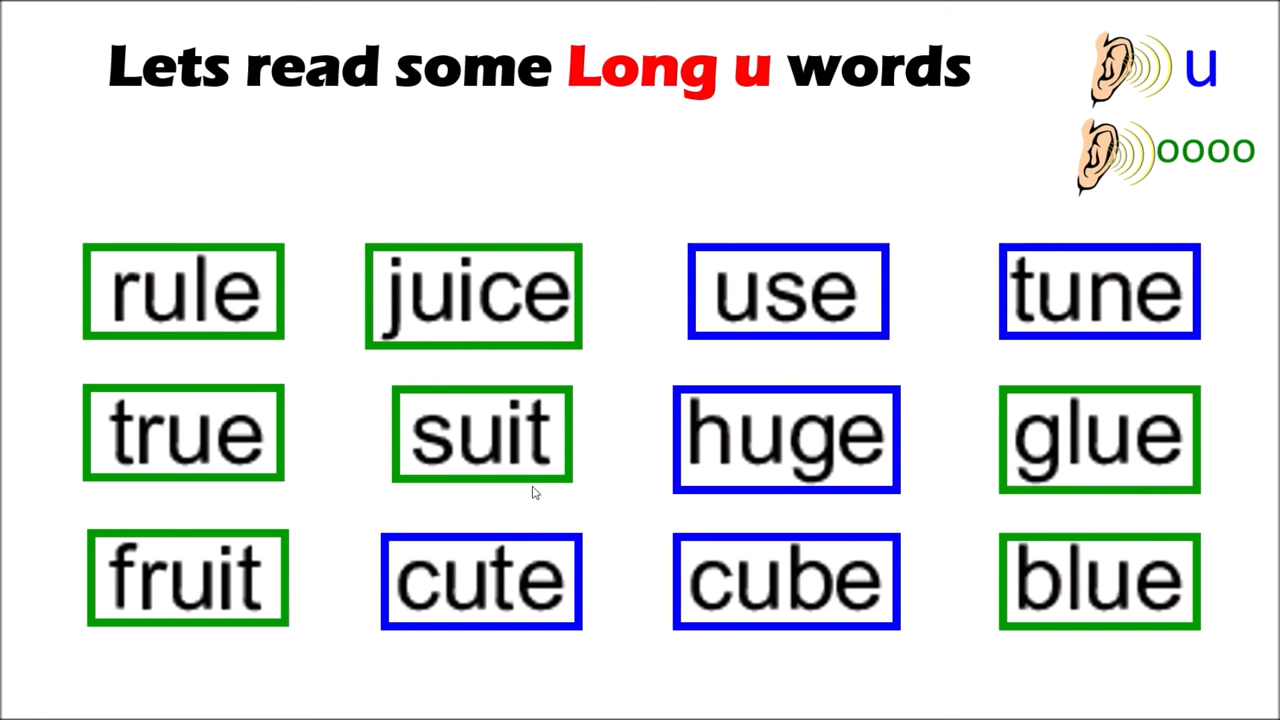 Lets read some Long u words
u
oooo
rule juice use tune
true suit huge glue
fruit cute cube blue